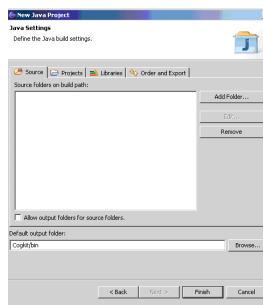 New Java Project
Java Settings
Define the Java build settings.
Source Projects Libraries Order and Export
Source folders on build path:
Add Folder...
Edit...
Remove
Allow output folders for source folders.
Default output folder:
Cogkit/bin Browse...
< Back Next > Finish Cancel